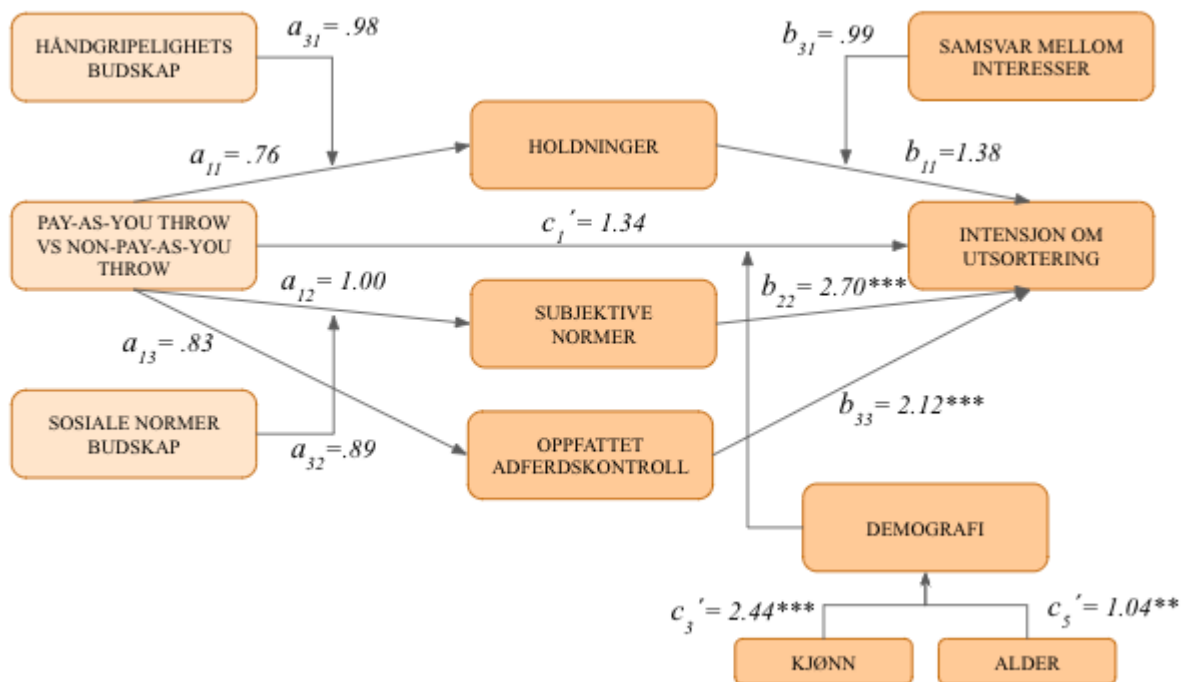 HÅNDGRIPELIGHETS
BUDSKAP
a31 = .98
b31 = .99
SAMSVAR MELLOM
INTERESSER
a11 = .76
HOLDNINGER
b11=1.38
PAY-AS-YOU THROW
VS NON-PAY-AS-YOU
THROW
c1´= 1.34
INTENSJON OM
UTSORTERING
a12 = 1.00
SUBJEKTIVE
NORMER
b22 = 2.70***
a13 = .83
SOSIALE NORMER
BUDSKAP
a32 =.89
OPPFATTET
ADFERDSKONTROLL
b33= 2.12***
DEMOGRAFI
c3´= 2.44***
c5´= 1.04**
KJØNN
ALDER